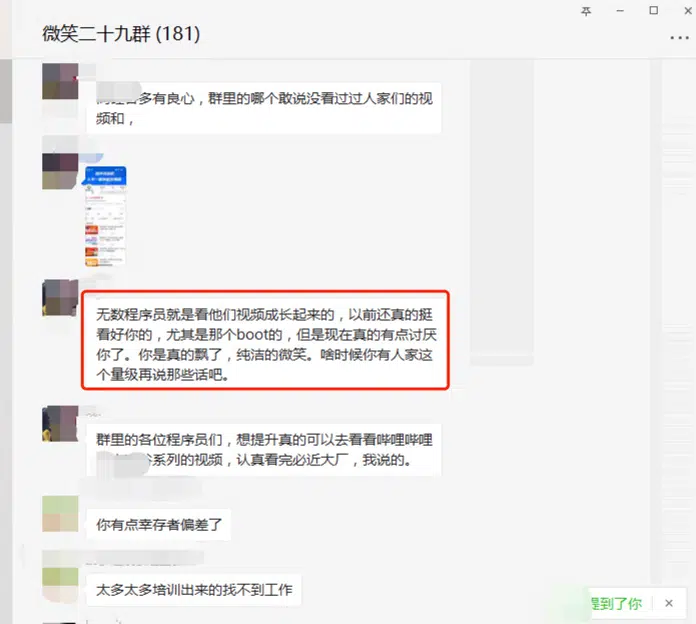 微笑二十九群 (181)
多有良心，群里的哪个敢说没看过过人家们的视
频和，
无数程序员就是看他们视频成长起来的，以前还真的挺
看好你的，尤其是那个boot的，但是现在真的有点讨厌
你了。你是真的飘了，纯洁的微笑。啥时候你有人家这
个量级再说那些话吧。
群里的各位程序员们，想提升真的可以去看看哔哩哔哩
系列的视频，认真看完必近大厂，我说的。
你有点幸存者偏差了
太多太多培训出来的找不到工作
提到了你